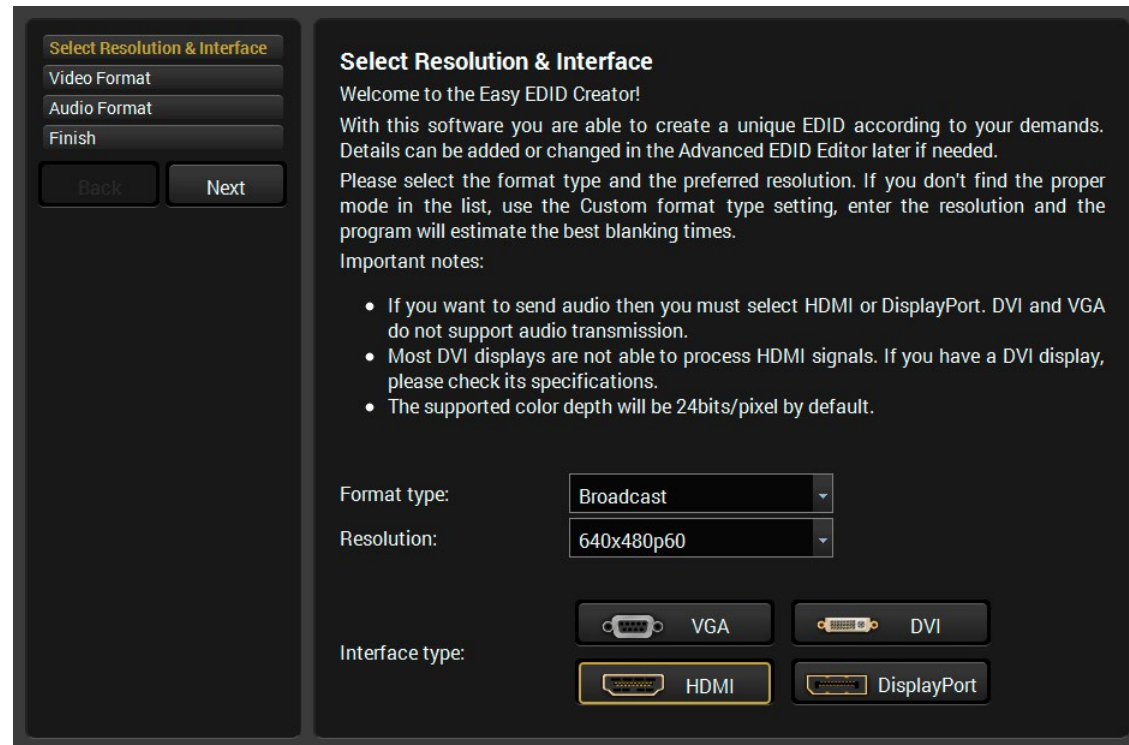 Select Resolution & Interface
Video Format
Audio Format
Finish
Back
Next
Select Resolution & Interface
Welcome to the Easy EDID Creator!
With this software you are able to create a unique EDID according to your demands.
Details can be added or changed in the Advanced EDID Editor later if needed.
Please select the format type and the preferred resolution. If you don't find the proper
mode in the list, use the Custom format type setting, enter the resolution and the
program will estimate the best blanking times.
Important notes:
• If you want to send audio then you must select HDMI or DisplayPort. DVI and VGA
do not support audio transmission.
• Most DVI displays are not able to process HDMI signals. If you have a DVI display,
please check its specifications.
• The supported color depth will be 24bits/pixel by default.
Format type:
Broadcast
Resolution:
640x480p60
Interface type:
VGA
DVI
HDMI
DisplayPort